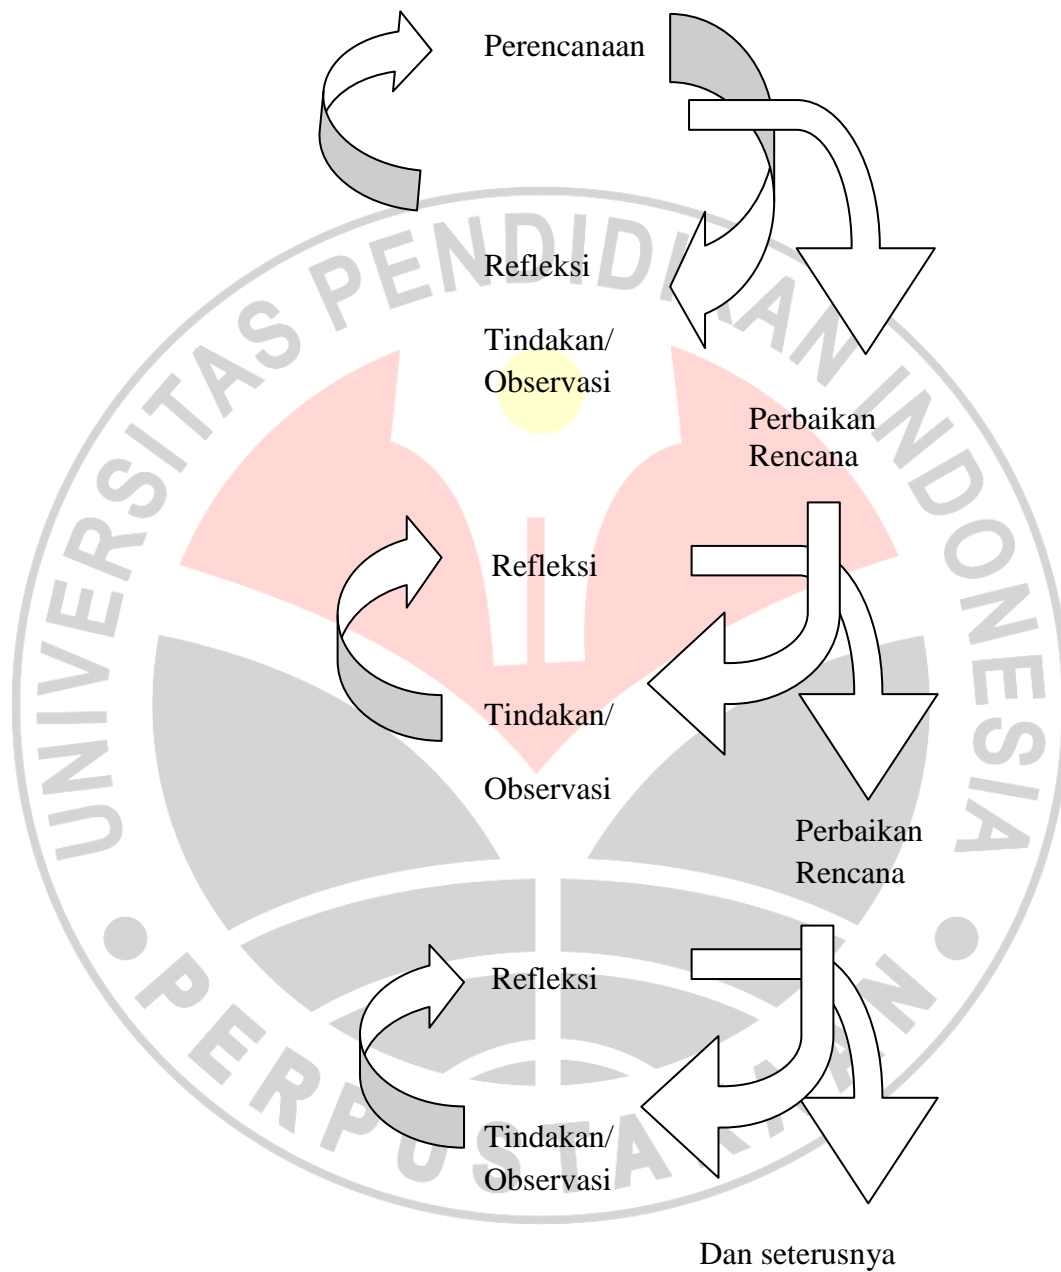 Perencanaan
Refleksi
Tindakan/
Observasi
Perbaikan
Rencana
Refleksi
Tindakan/
Observasi
Perbaikan
Rencana
Refleksi
Tindakan/
Observasi
Dan seterusnya
UNIVERSITAS PENDIDIKAN INDONESIA
PERPUSTAKAAN